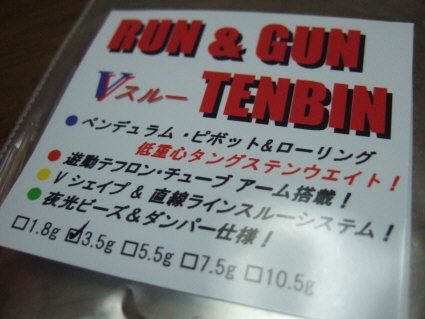 RUN & GUN
Vスルー TENBIN
●ペンデュラム・ピボット&ローリング
低重心タングステンウエイト!
●遊動テフロン・チューブ アーム搭載!
●V シェイプ & 直線ラインスルーシステム!
●夜光ビーズ&ダンパー仕様!
□1.8g ☑3.5g □5.5g □7.5g □10.5g